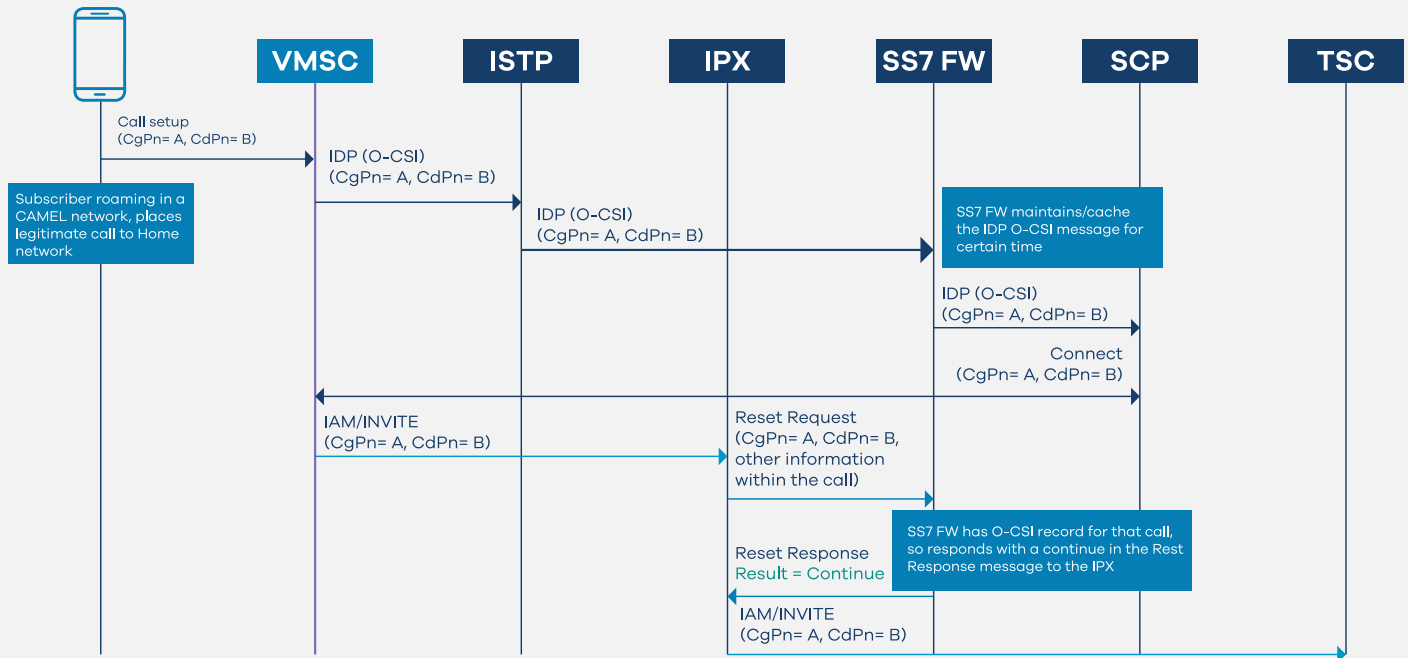 VMSC
ISTP
IPX
SS7 FW
SCP
TSC
Call setup
(CgPn= A, CdPn= B)
IDP (O-CSI)
(CgPn= A, CdPn= B)
Subscriber roaming in a
CAMEL network, places
legitimate call to Home
network
IDP (O-CSI)
(CgPn= A, CdPn= B)
SS7 FW maintains/cache
the IDP O-CSI message for
certain time
IDP (O-CSI)
(CgPn= A, CdPn= B)
Connect
(CgPn= A, CdPn= B)
IAM/INVITE
(CgPn= A, CdPn= B)
Reset Request
(CgPn= A, CdPn= B,
other information
within the call)
SS7 FW has O-CSI record for that call,
so responds with a continue in the Rest
Response message to the IPX
Reset Response
Result = Continue
IAM/INVITE
(CgPn= A, CdPn= B)